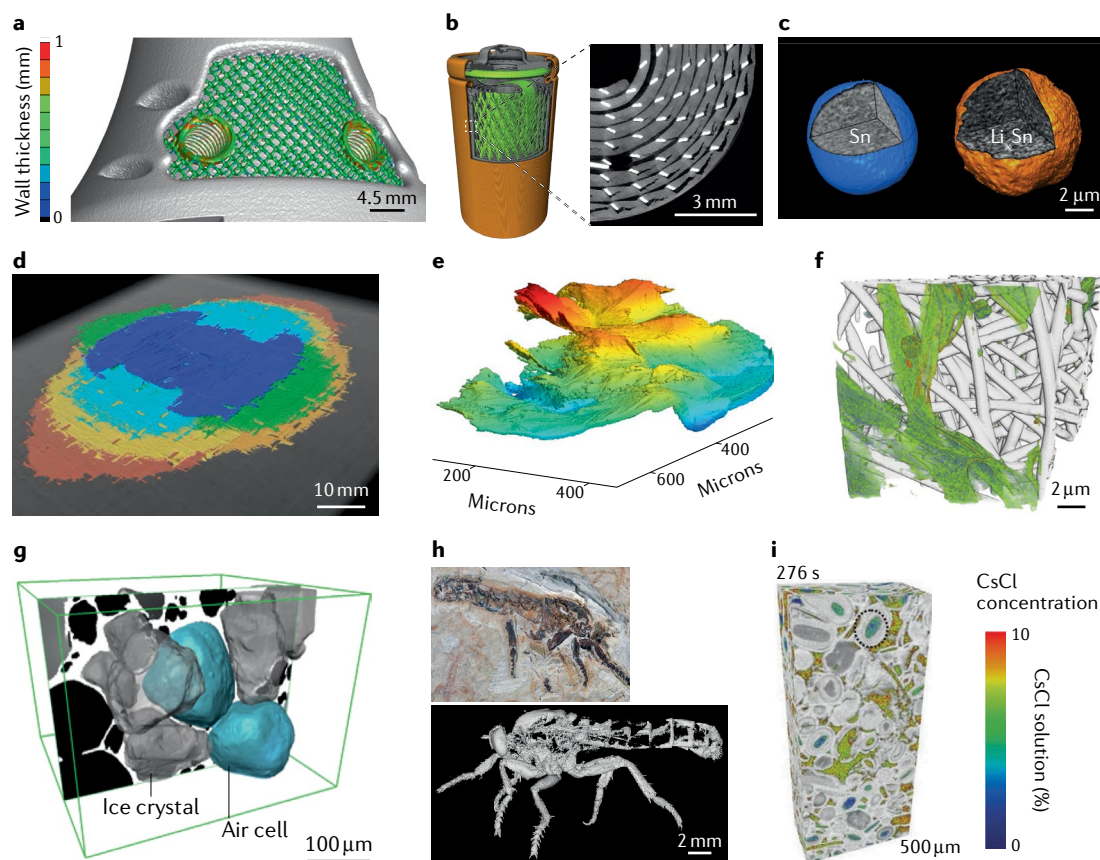 a
Wall thickness (mm)
1
0
4.5 mm
b
3 mm
c
Sn
LixSn
2 μm
d
10 mm
e
200
400
Microns
600
400
Microns
f
2 μm
g
Ice crystal
Air cell
100 μm
h
2 mm
i
276 s
500 μm
CsCl
concentration
10
0
CsCl solution (%)